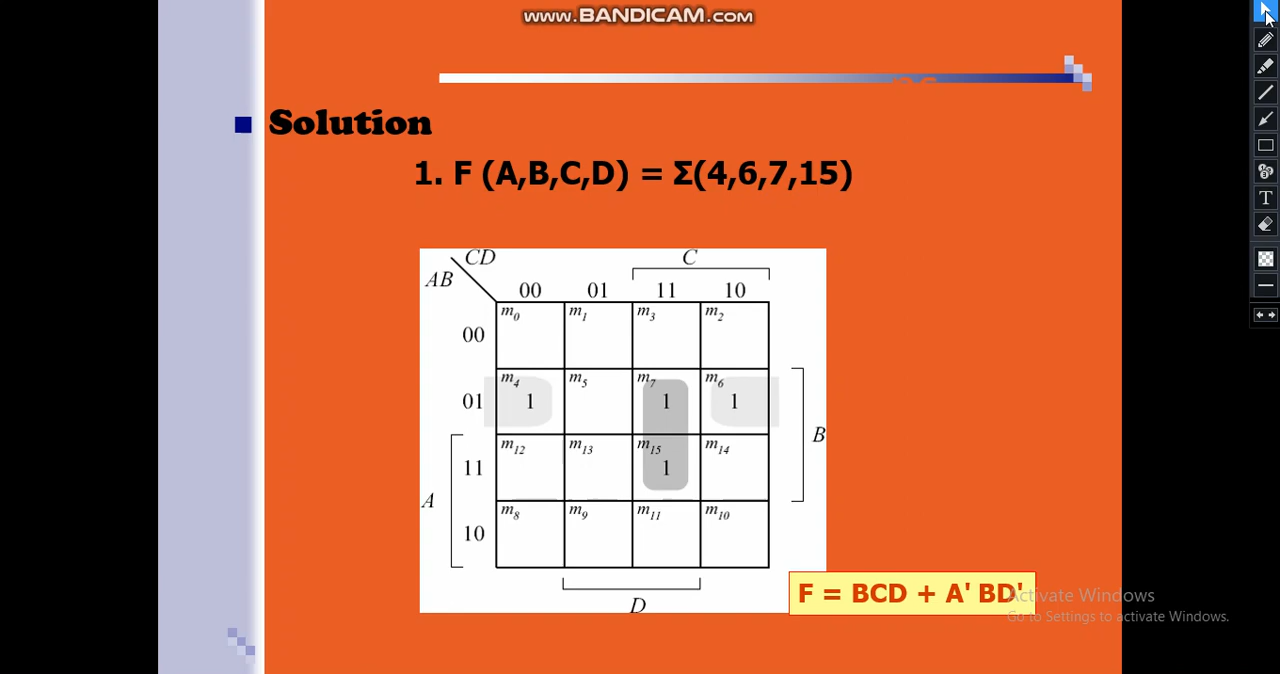 www.BANDICAM.com
Solution
1. F (A,B,C,D) = Σ(4,6,7,15)
CD
C
AB
00 01 11 10
m0 m1 m3 m2
00
m4 m5 m7 m6
01 1 1 1
B
m12 m13 m15 m14
11 1
A
m8 m9 m11 m10
10
D
F = BCD + A' BD'
Activate Windows
Go to Settings to activate Windows.
T